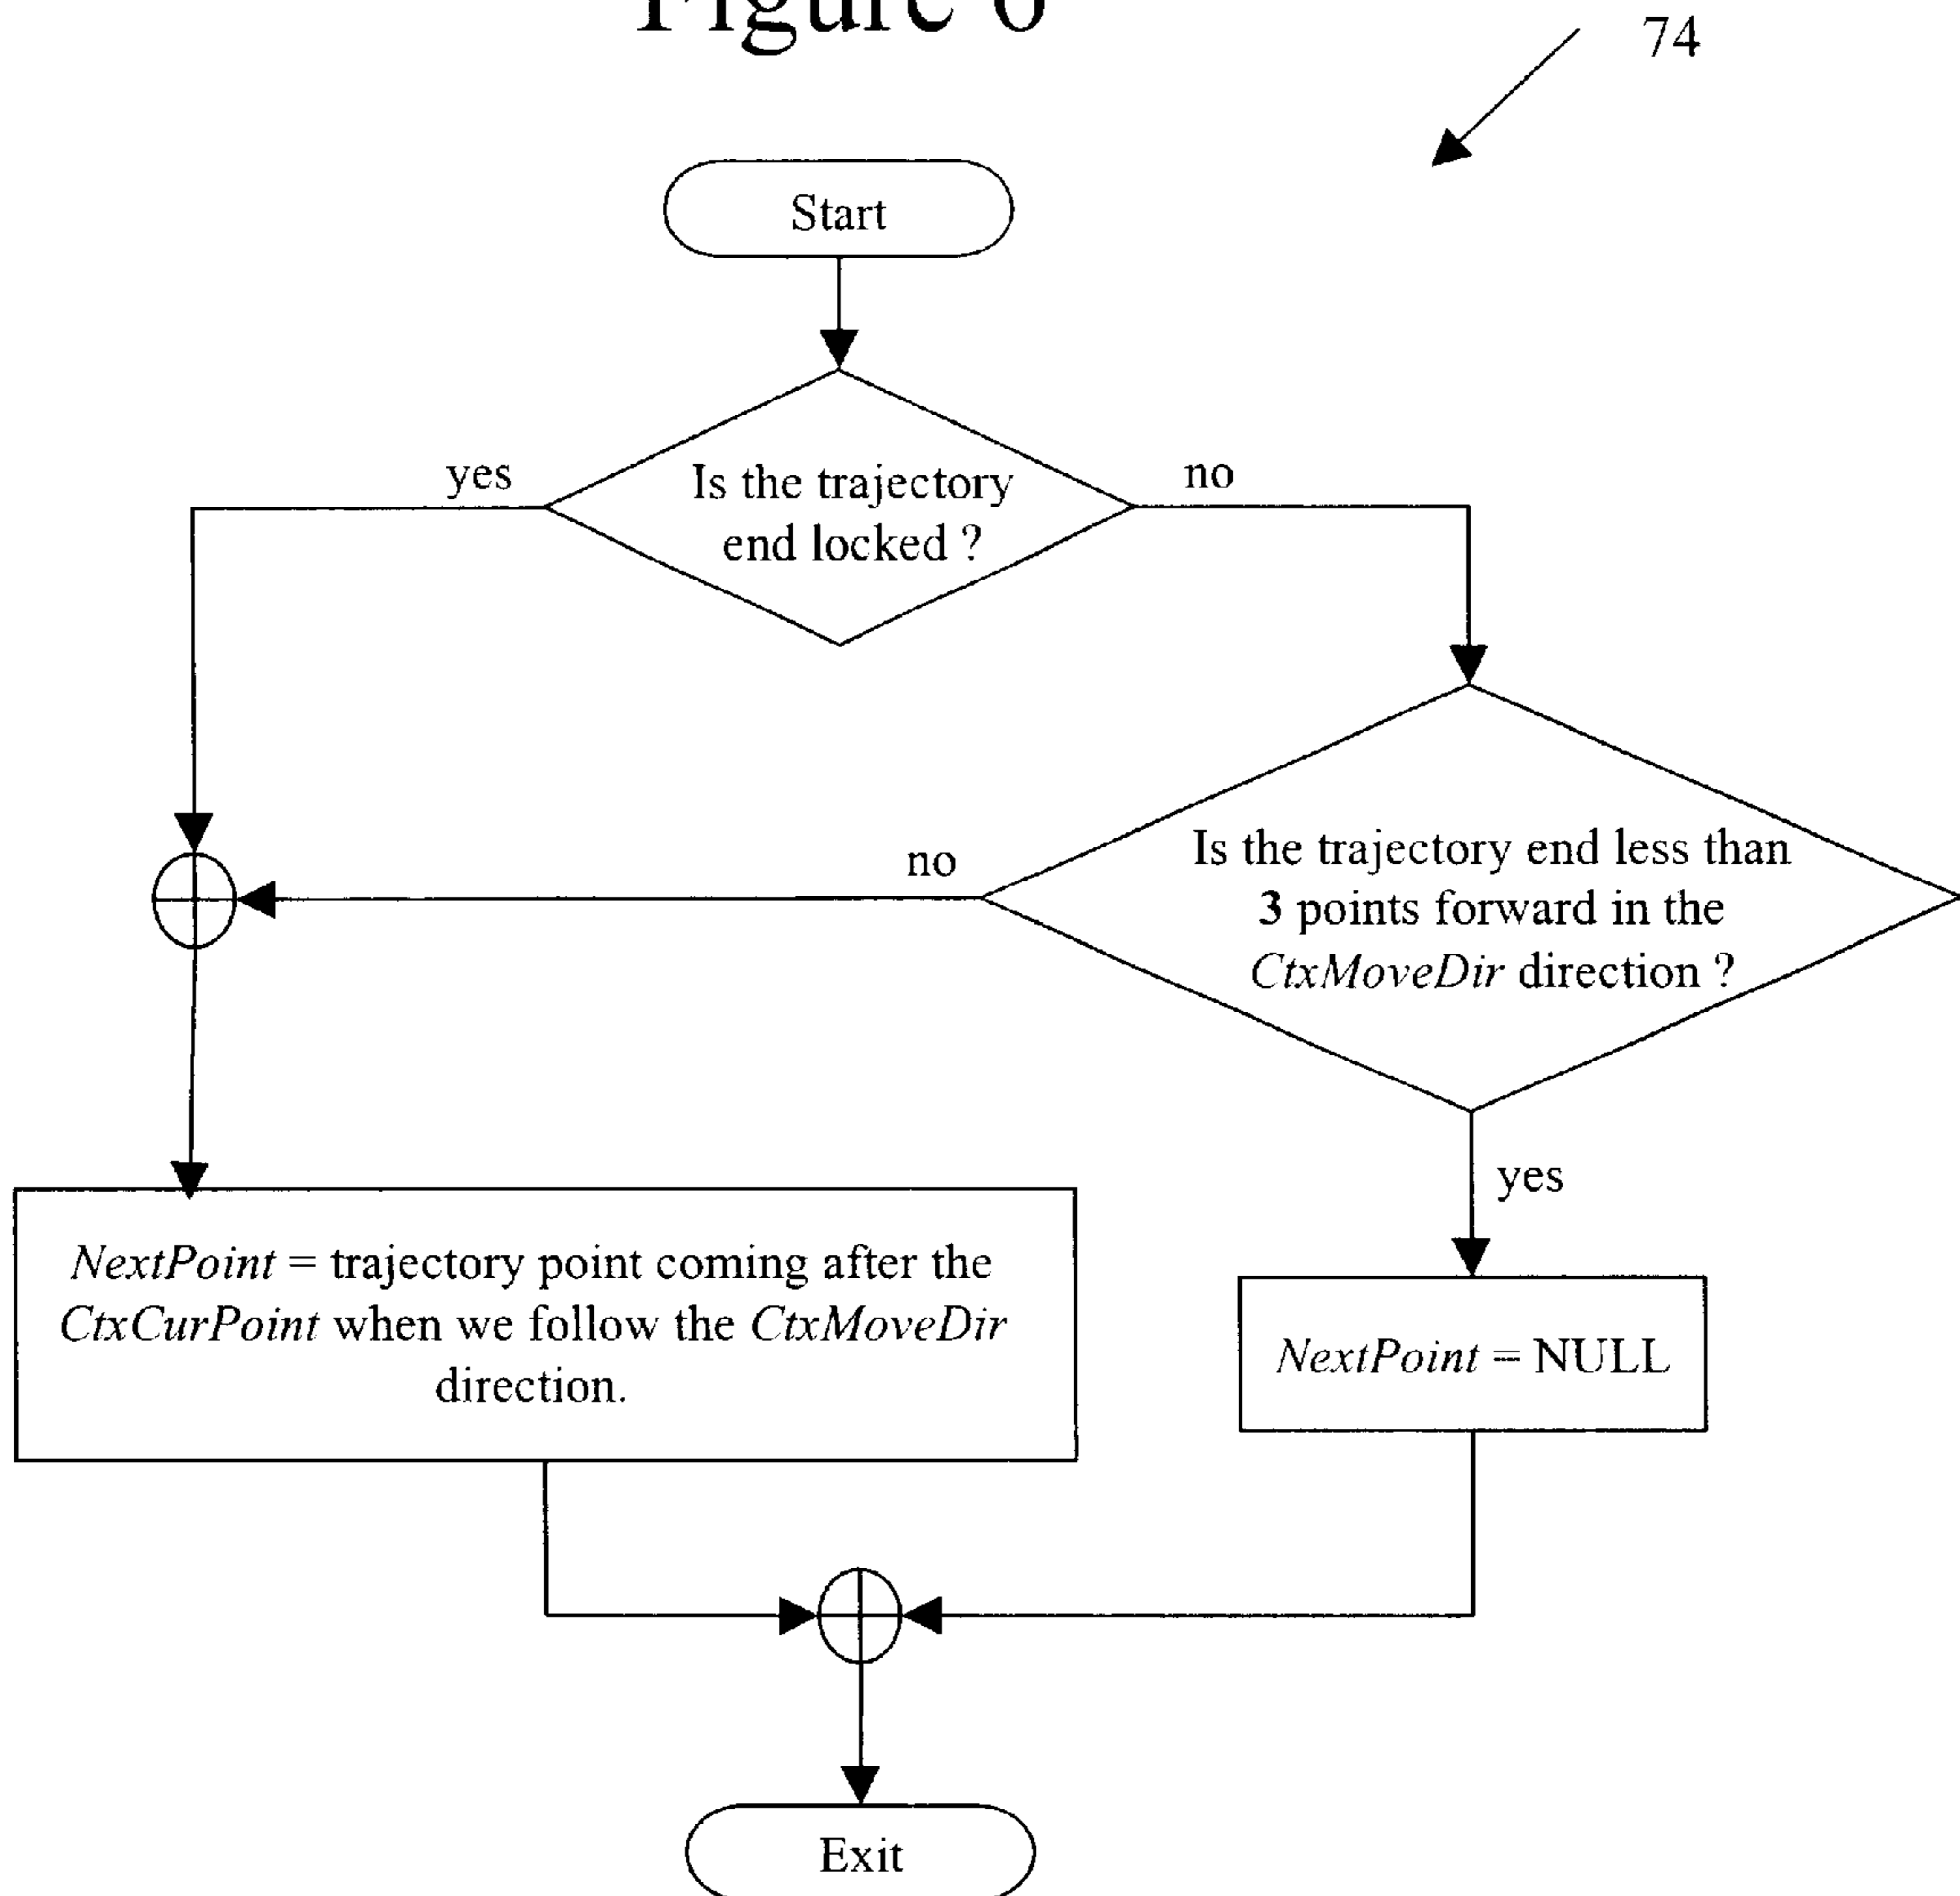 Figure 6
74
Start
yes
Is the trajectory
end locked ?
no
no
Is the trajectory end less than
3 points forward in the
CtxMoveDir direction ?
yes
NextPoint = trajectory point coming after the
CtxCurPoint when we follow the CtxMoveDir
direction.
NextPoint = NULL
Exit